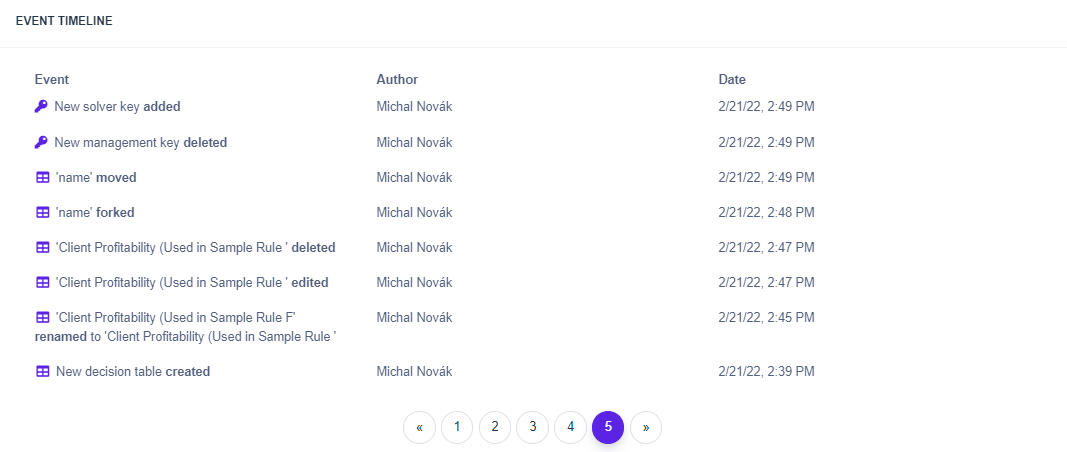 EVENT TIMELINE
Event Author Date
New solver key added Michal Novák 2/21/22, 2:49 PM
New management key deleted Michal Novák 2/21/22, 2:49 PM
'name' moved Michal Novák 2/21/22, 2:49 PM
'name' forked Michal Novák 2/21/22, 2:48 PM
'Client Profitability (Used in Sample Rule ' deleted Michal Novák 2/21/22, 2:47 PM
'Client Profitability (Used in Sample Rule ' edited Michal Novák 2/21/22, 2:47 PM
'Client Profitability (Used in Sample Rule F' Michal Novák 2/21/22, 2:45 PM
renamed to 'Client Profitability (Used in Sample Rule '
New decision table created Michal Novák 2/21/22, 2:39 PM
« 1 2 3 4 5 »